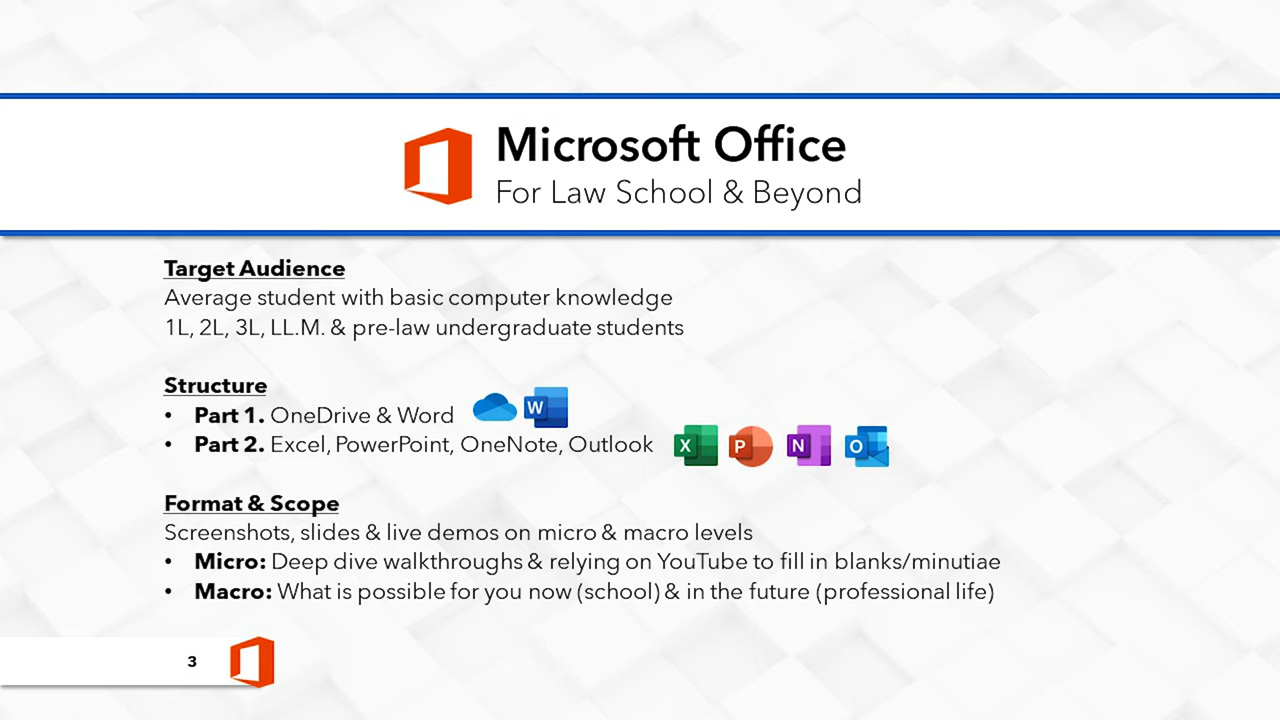 Microsoft Office
For Law School & Beyond
Target Audience
Average student with basic computer knowledge
1L, 2L, 3L, LL.M. & pre-law undergraduate students
Structure
• Part 1. OneDrive & Word W
• Part 2. Excel, PowerPoint, OneNote, Outlook X P N O
Format & Scope
Screenshots, slides & live demos on micro & macro levels
• Micro: Deep dive walkthroughs & relying on YouTube to fill in blanks/minutiae
• Macro: What is possible for you now (school) & in the future (professional life)
3